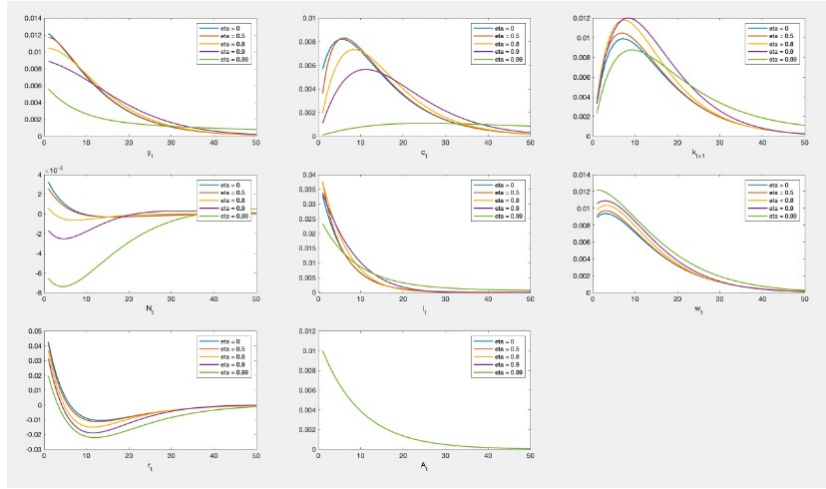 0.014
0.012
0.01
0.008
0.006
0.004
0.002
0
0 10 20 30 40 50
y_t
eta = 0
eta = 0.5
eta = 0.8
eta = 0.9
eta = 0.99
0.01
0.008
0.006
0.004
0.002
0
0 10 20 30 40 50
c_t
eta = 0
eta = 0.5
eta = 0.8
eta = 0.9
eta = 0.99
0.012
0.01
0.008
0.006
0.004
0.002
0
0 10 20 30 40 50
k_t+1
eta = 0
eta = 0.5
eta = 0.8
eta = 0.9
eta = 0.99
×10^-3
4
2
0
-2
-4
-6
-8
0 10 20 30 40 50
N_t
eta = 0
eta = 0.5
eta = 0.8
eta = 0.9
eta = 0.99
0.04
0.035
0.03
0.025
0.02
0.015
0.01
0.005
0
0 10 20 30 40 50
I_t
eta = 0
eta = 0.5
eta = 0.8
eta = 0.9
eta = 0.99
0.014
0.012
0.01
0.008
0.006
0.004
0.002
0
0 10 20 30 40 50
w_t
eta = 0
eta = 0.5
eta = 0.8
eta = 0.9
eta = 0.99
0.05
0.04
0.03
0.02
0.01
0
-0.01
-0.02
-0.03
0 10 20 30 40 50
r_t
eta = 0
eta = 0.5
eta = 0.8
eta = 0.9
eta = 0.99
0.012
0.01
0.008
0.006
0.004
0.002
0
0 10 20 30 40 50
A_t
eta = 0
eta = 0.5
eta = 0.8
eta = 0.9
eta = 0.99